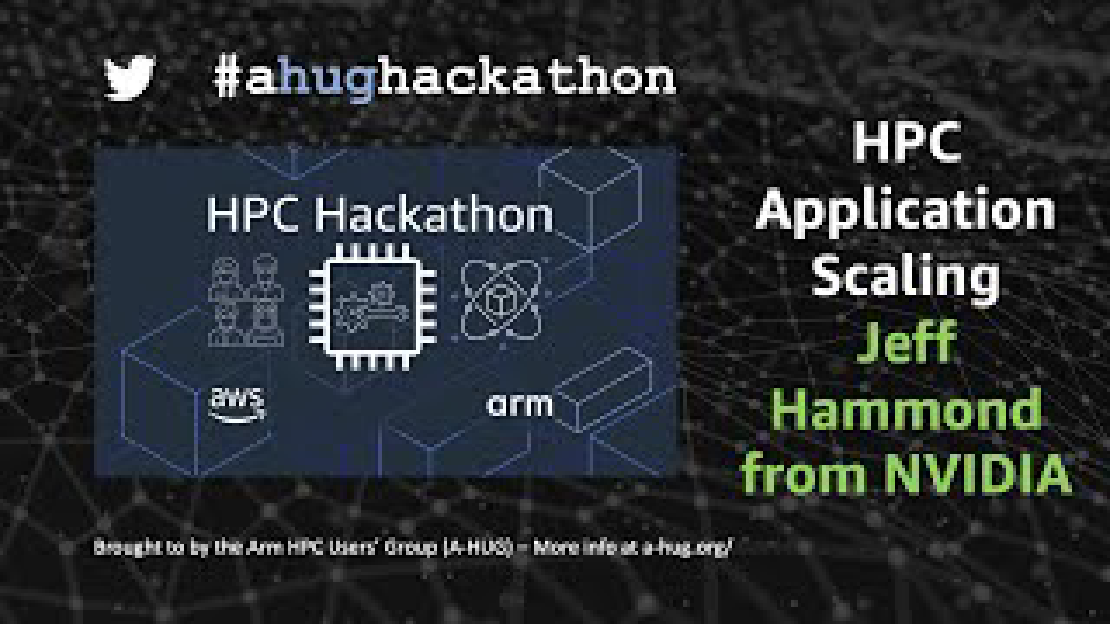 #ahughackathon
HPC Hackathon
aws
arm
HPC
Application
Scaling
Jeff
Hammond
from NVIDIA
Brought to by the Arm HPC Users' Group (A-HUG) – More info at a-hug.org/